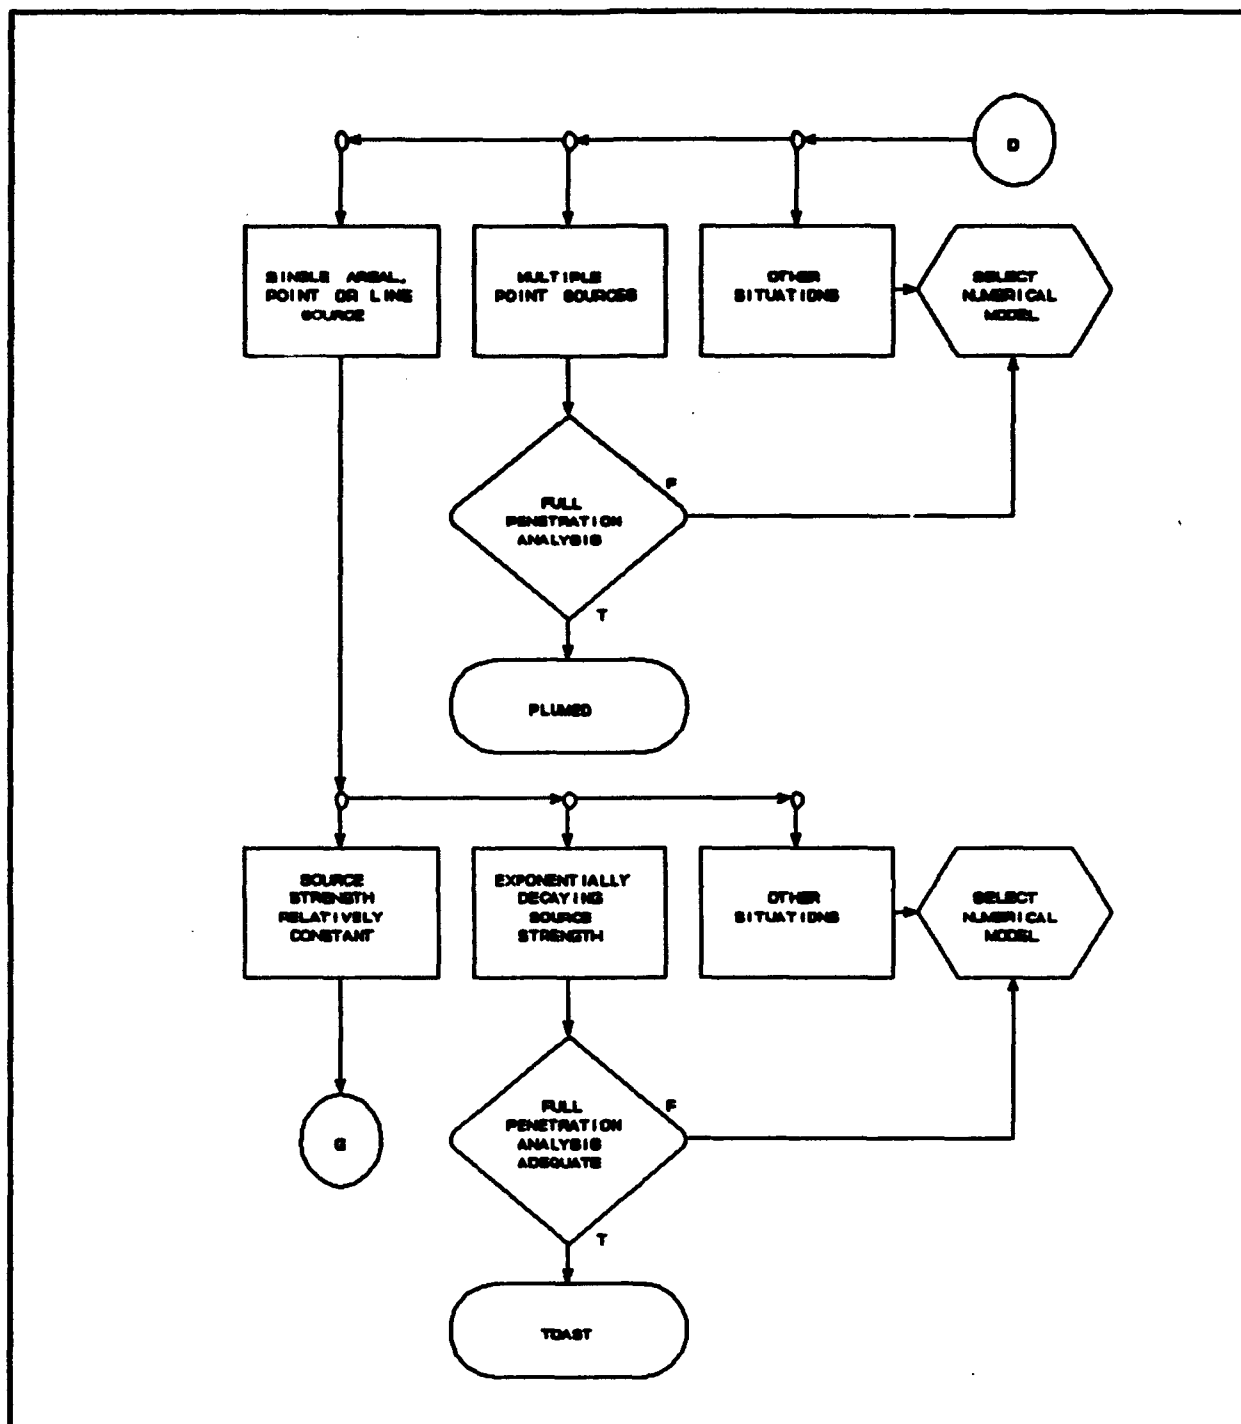 D
SINGLE AREAL,
POINT OR LINE
SOURCE
MULTIPLE
POINT SOURCES
OTHER
SITUATIONS
SELECT
NUMERICAL
MODEL
FULL
PENETRATION
ANALYSIS
F
T
PLUMED
SOURCE
STRENGTH
RELATIVELY
CONSTANT
EXPONENTIALLY
DECAYING
SOURCE
STRENGTH
OTHER
SITUATIONS
SELECT
NUMERICAL
MODEL
G
FULL
PENETRATION
ANALYSIS
ADEQUATE
F
T
TOAST